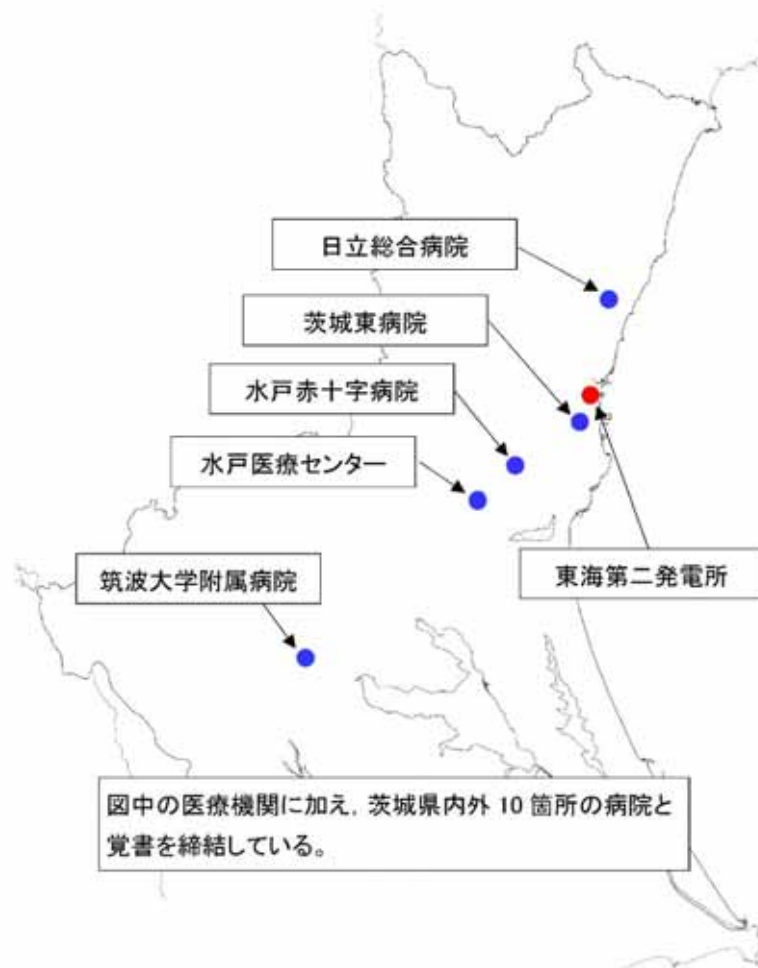 日立総合病院
茨城東病院
水戸赤十字病院
水戸医療センター
東海第二発電所
筑波大学附属病院
図中の医療機関に加え，茨城県内外 10 箇所の病院と
覚書を締結している。